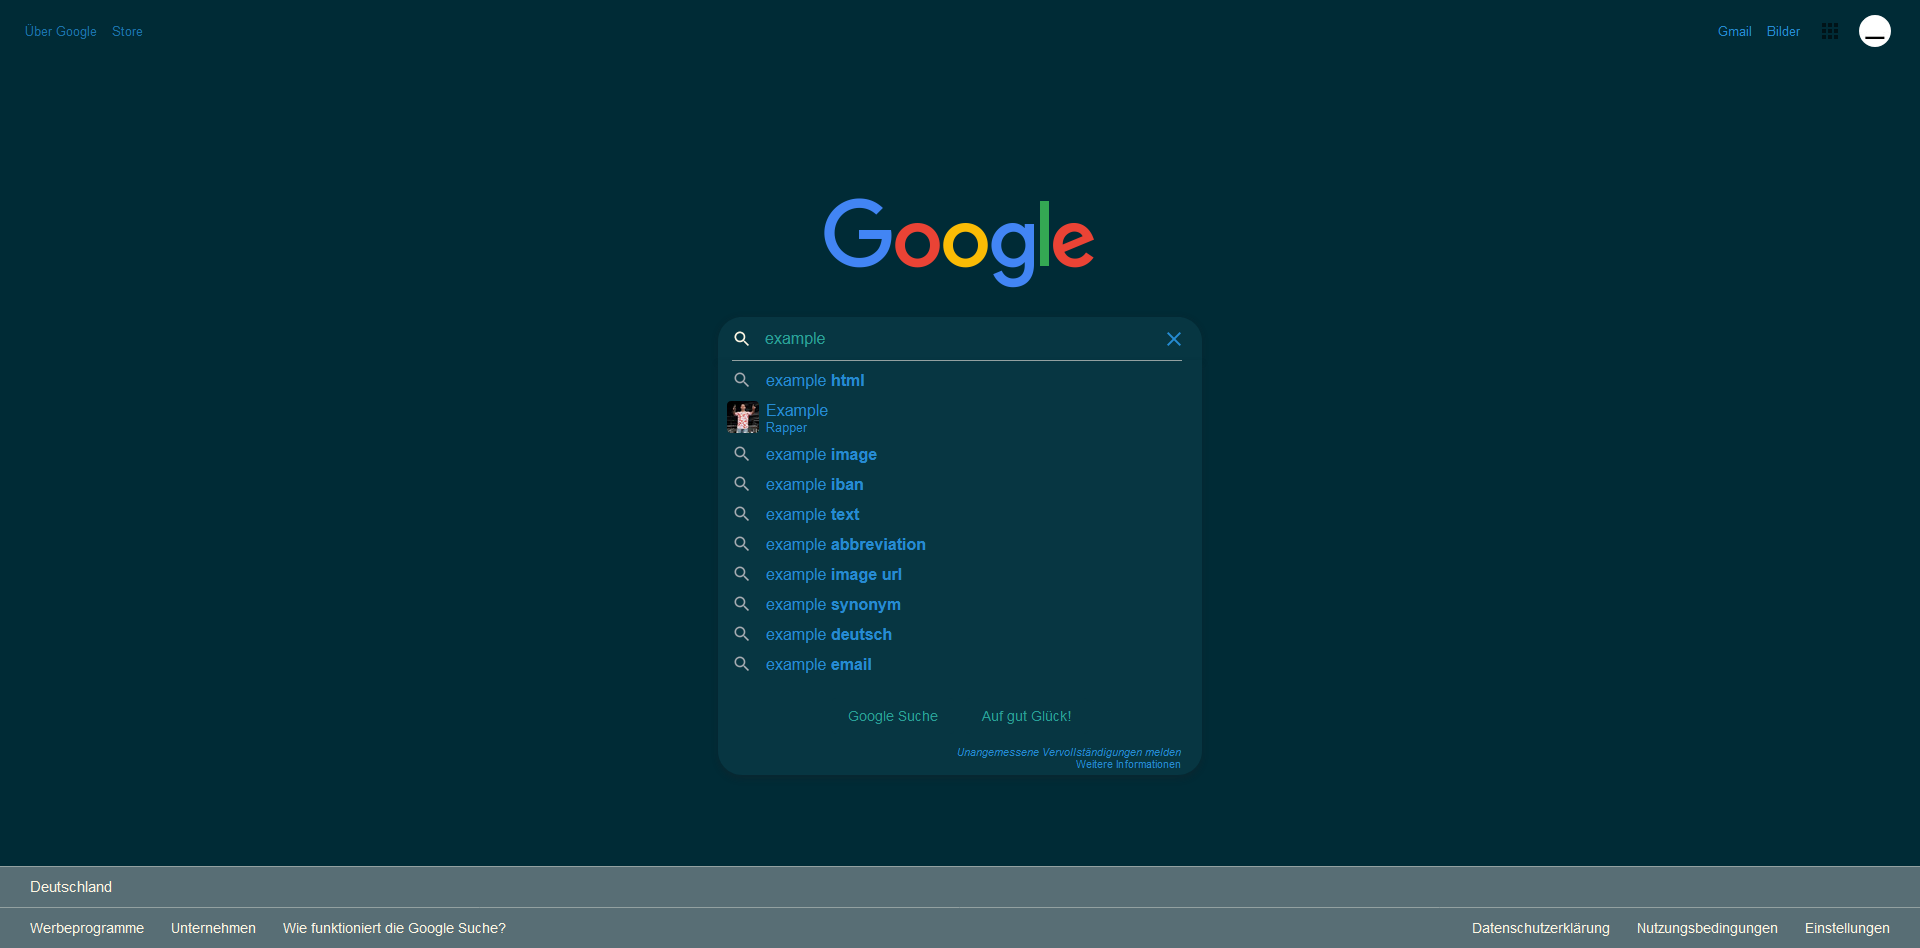 Über Google Store
Gmail Bilder
Google
example
example html
Example
Rapper
example image
example iban
example text
example abbreviation
example image url
example synonym
example deutsch
example email
Google Suche Auf gut Glück!
Unangemessene Vervollständigungen melden
Weitere Informationen
Deutschland
Werbeprogramme Unternehmen Wie funktioniert die Google Suche? Datenschutzerklärung Nutzungsbedingungen Einstellungen